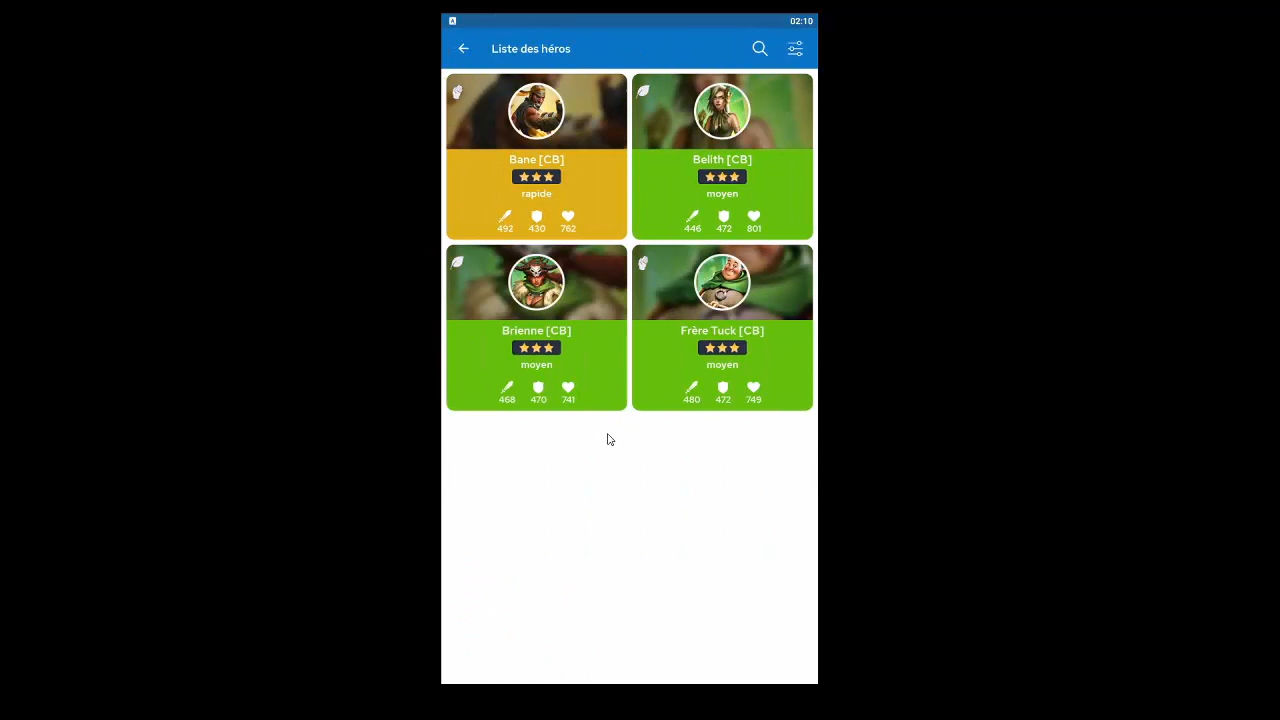 A
02:10
Liste des héros
Bane [CB]
rapide
492 430 762
Belith [CB]
moyen
446 472 801
Brienne [CB]
moyen
468 470 741
Frère Tuck [CB]
moyen
480 472 749